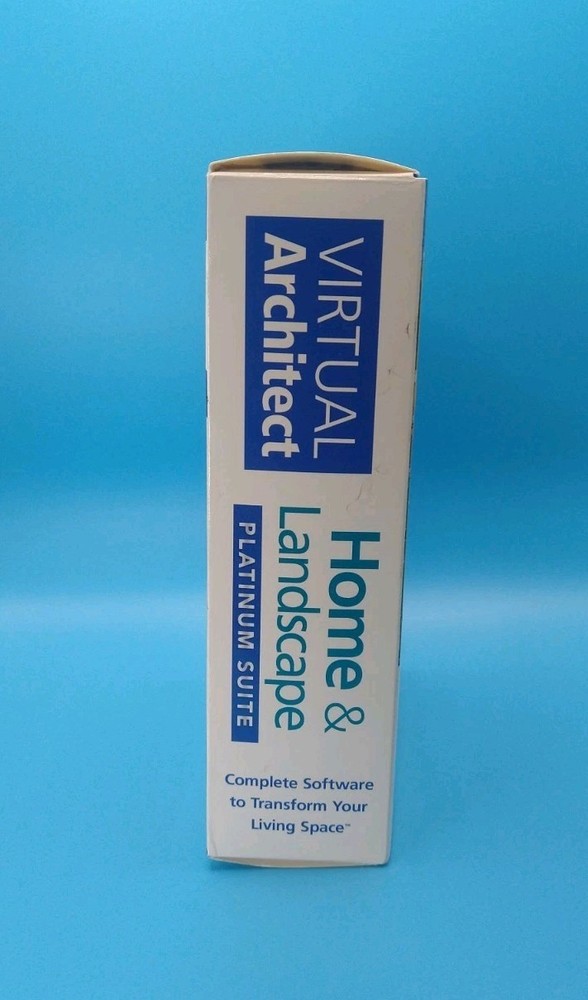 VIRTUAL
Architect
Home &
Landscape
PLATINUM SUITE
Complete Software
to Transform Your
Living Space™